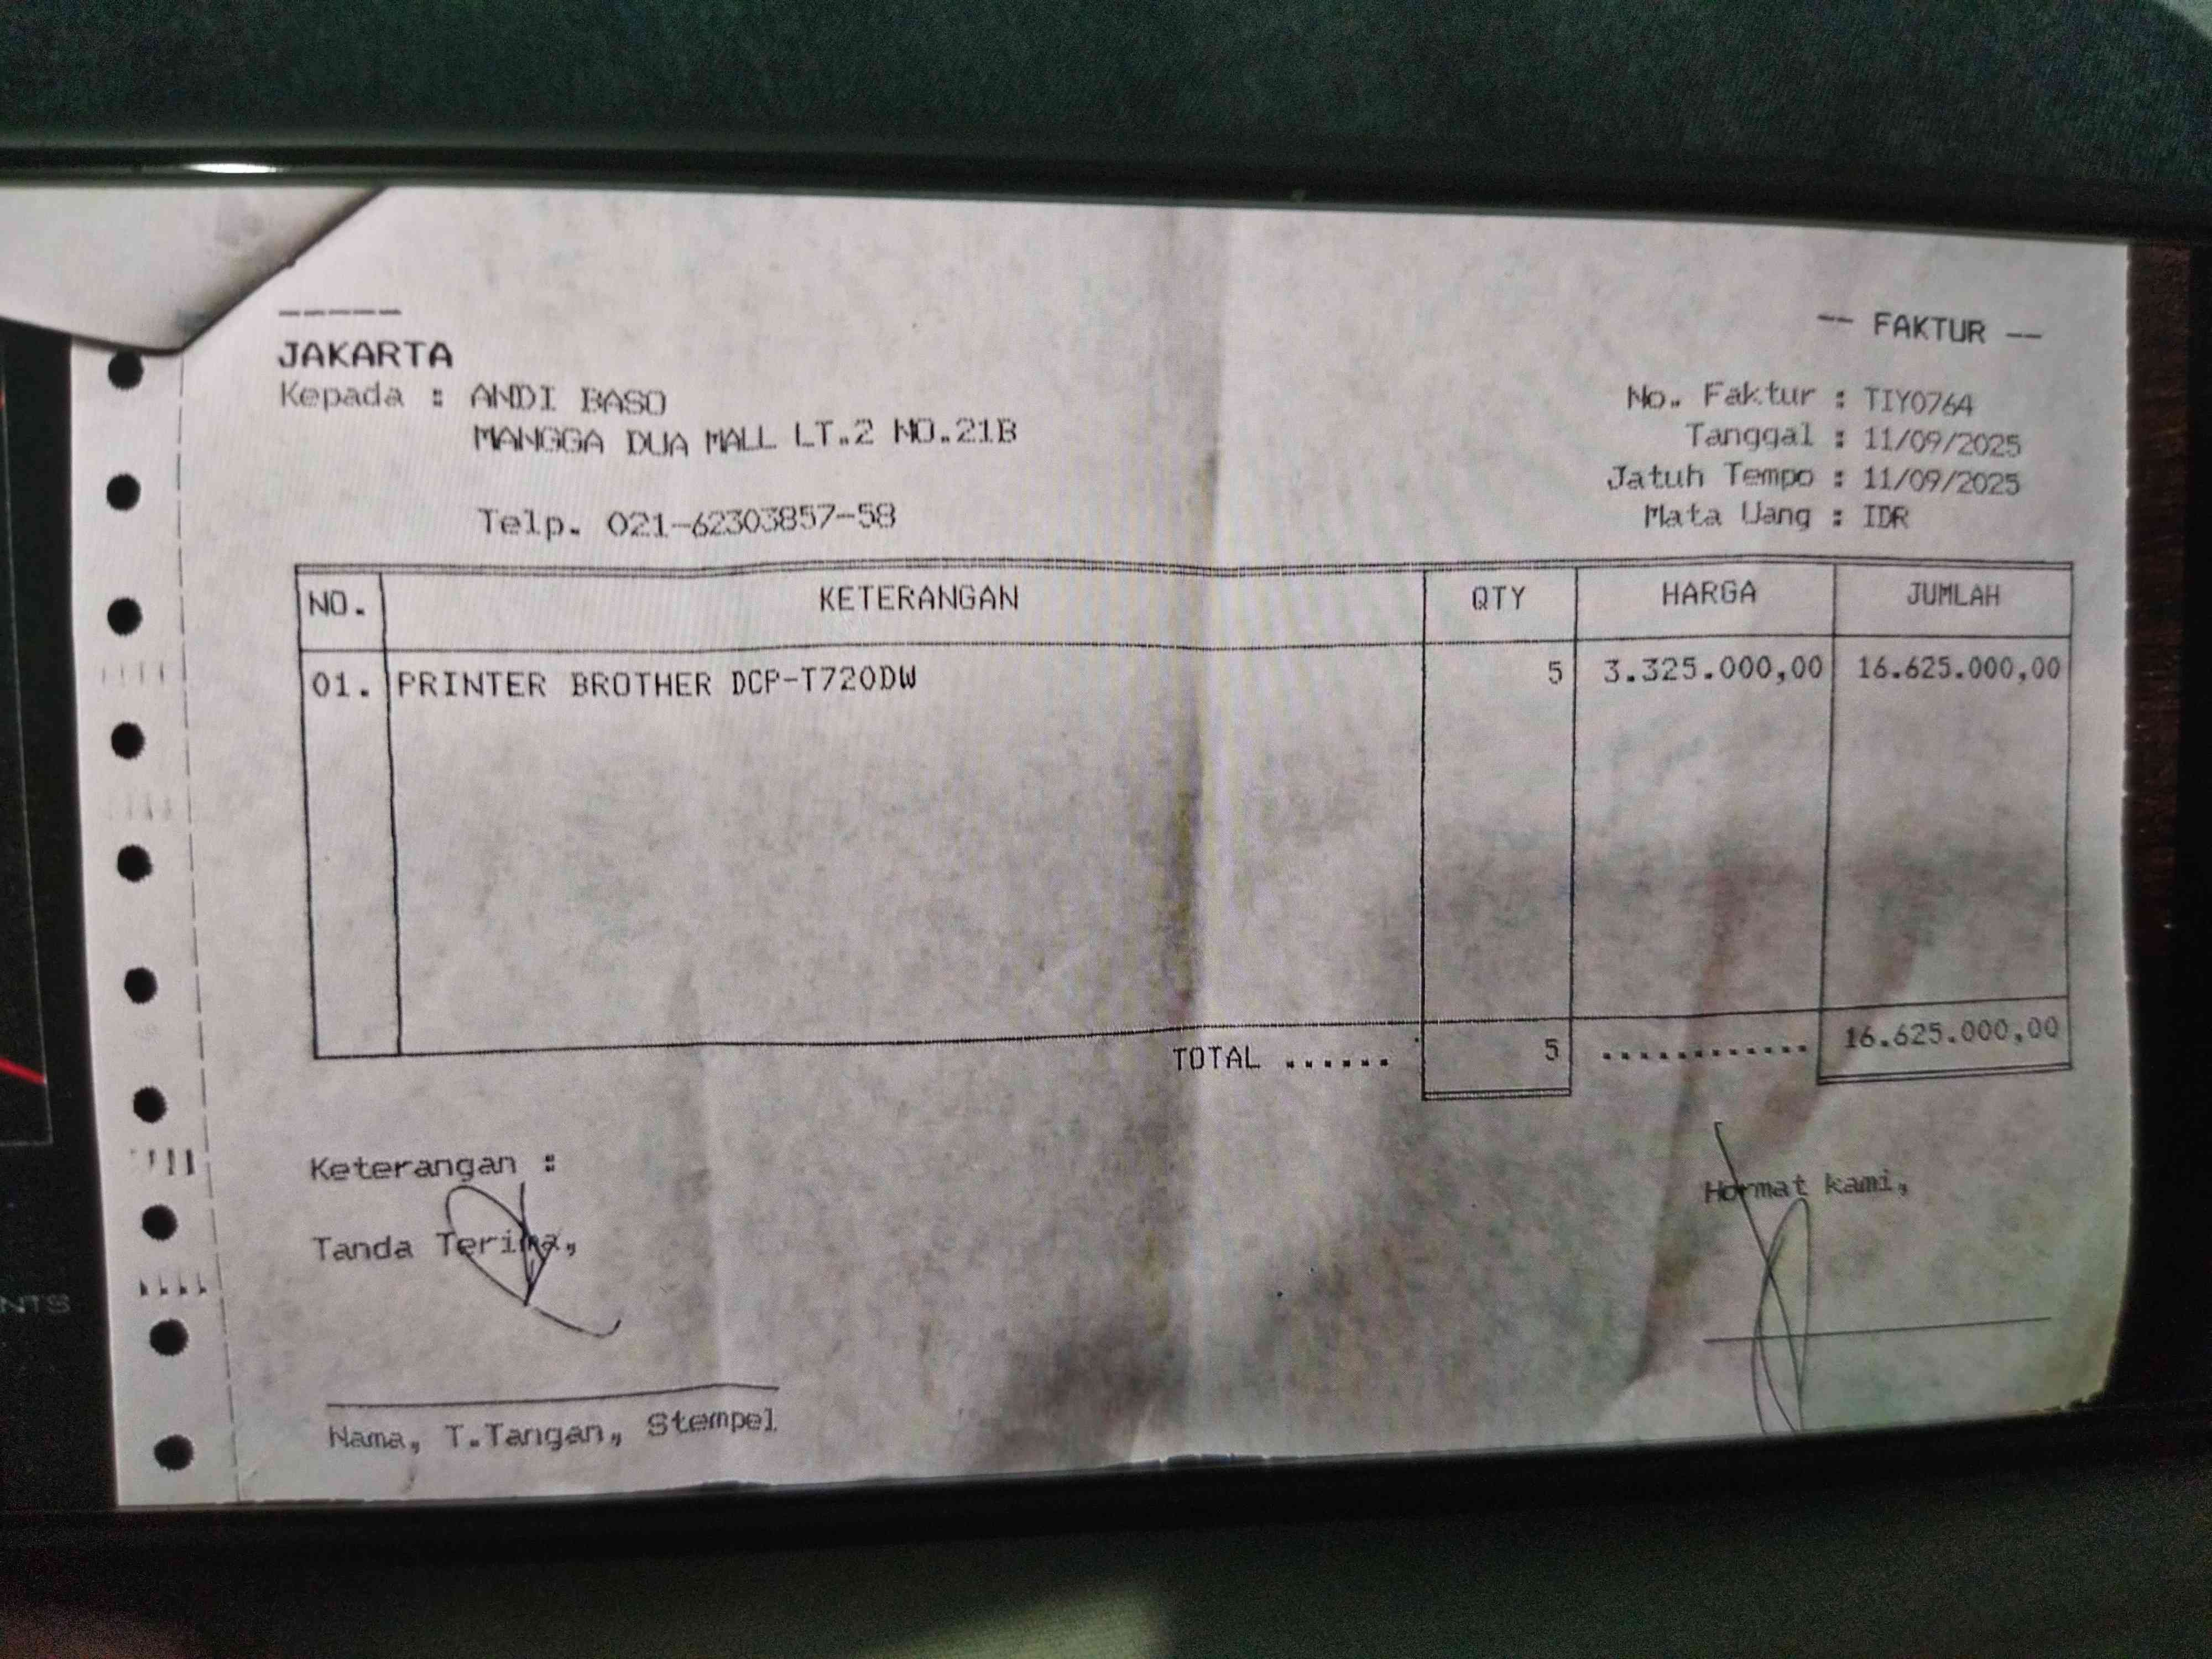 -----
JAKARTA
Kepada : ANDI BASO
MANGGA DUA MALL LT.2 NO.21B
Telp. 021-62303857-58
-- FAKTUR --
No. Faktur : TIY0764
Tanggal : 11/09/2025
Jatuh Tempo : 11/09/2025
Mata Uang : IDR
NO. KETERANGAN QTY HARGA JUMLAH
01. PRINTER BROTHER DCP-T720DW 5 3.325.000,00 16.625.000,00
TOTAL ...... 5 ............ 16.625.000,00
Keterangan :
Tanda Terima,
Hormat kami,
Nama, T.Tangan, Stempel
NTS